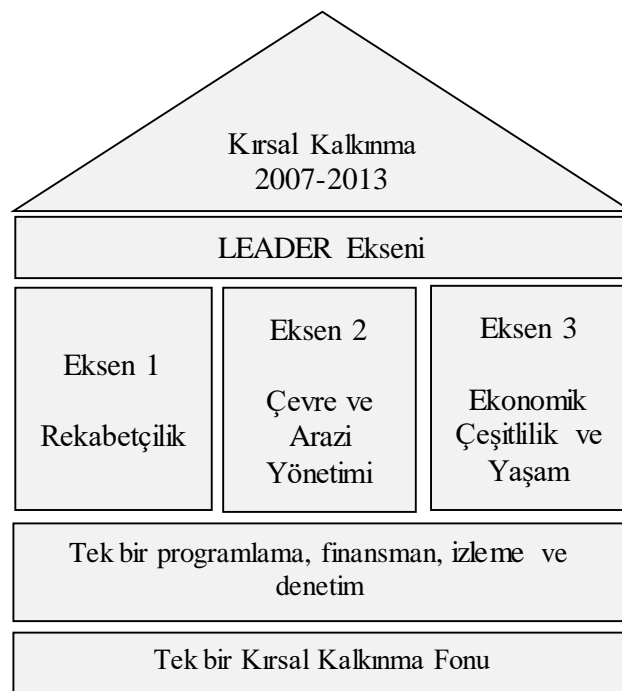 Kırsal Kalkınma
2007-2013
LEADER Ekseni
Eksen 1
Rekabetçilik
Eksen 2
Çevre ve
Arazi
Yönetimi
Eksen 3
Ekonomik
Çeşitlilik ve
Yaşam
Tek bir programlama, finansman, izleme ve
denetim
Tek bir Kırsal Kalkınma Fonu